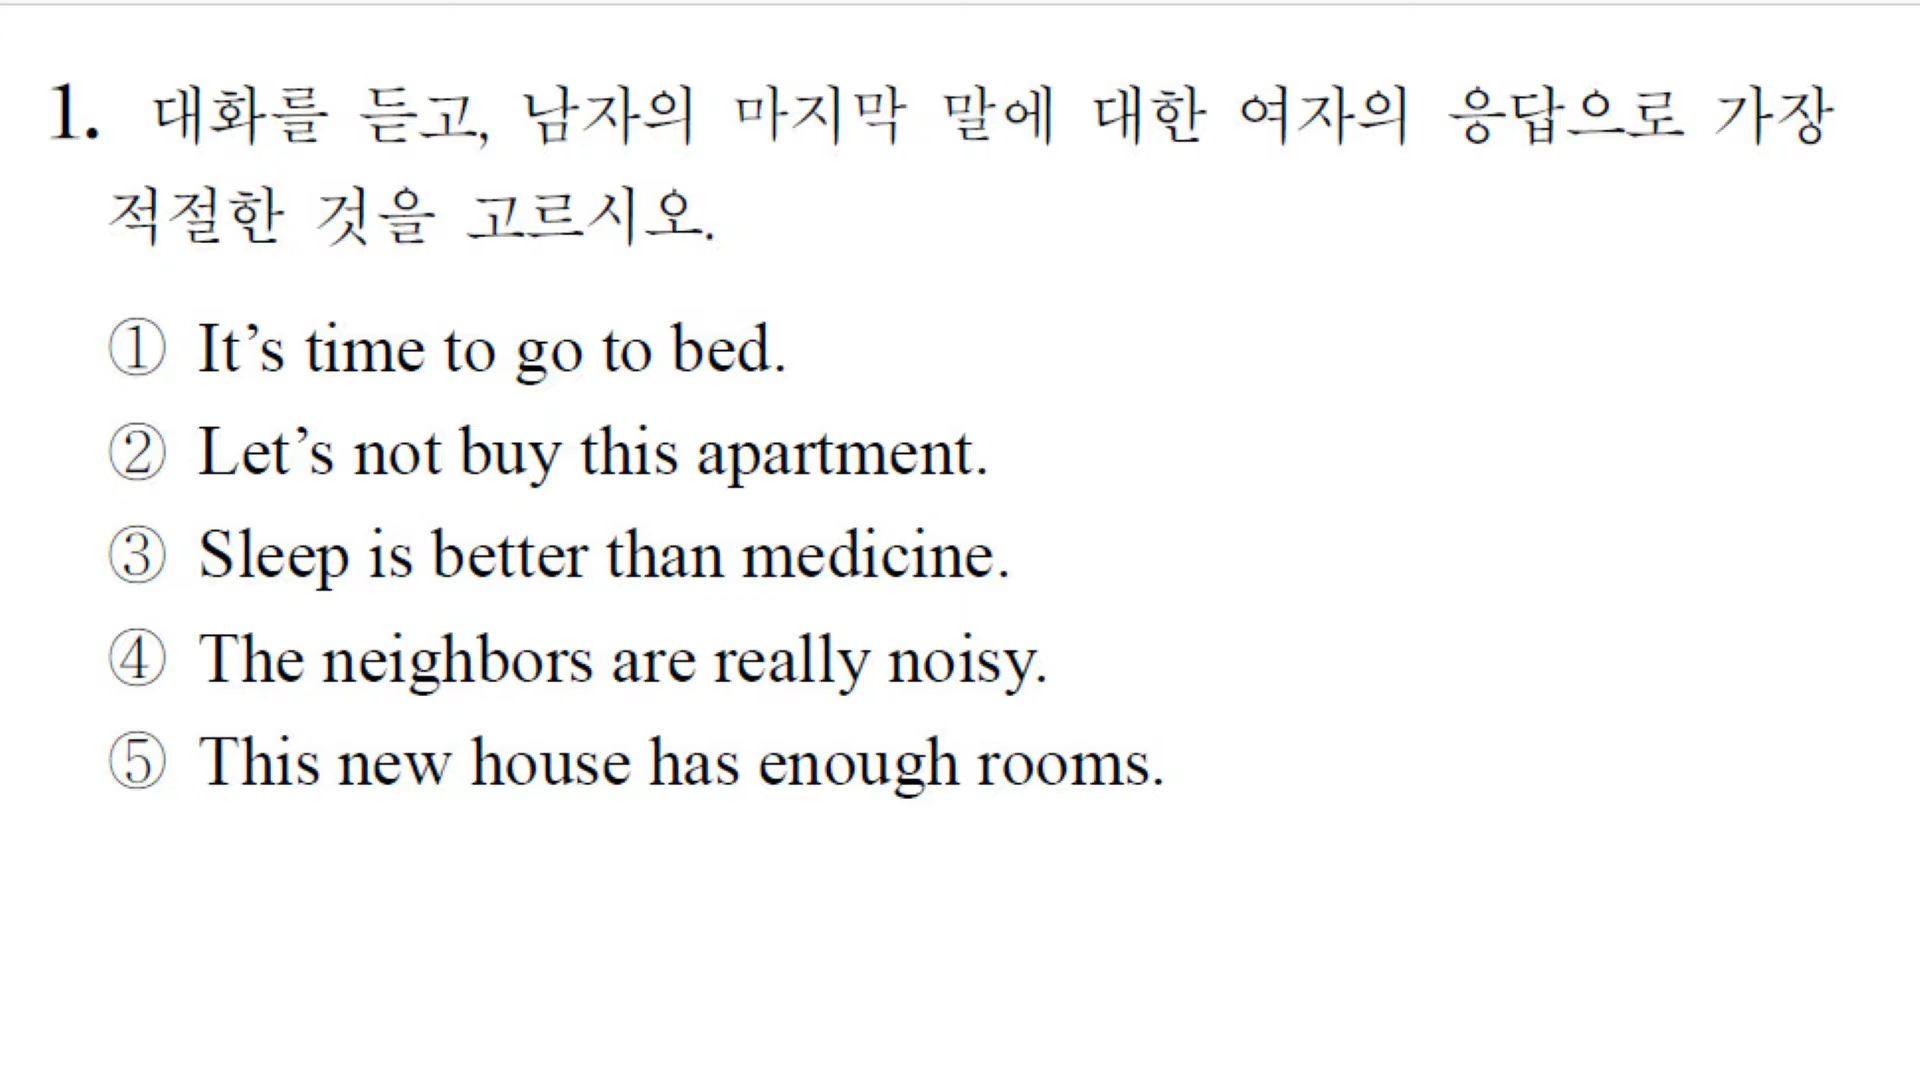 1. 대화를 듣고, 남자의 마지막 말에 대한 여자의 응답으로 가장
적절한 것을 고르시오.
① It’s time to go to bed.
② Let’s not buy this apartment.
③ Sleep is better than medicine.
④ The neighbors are really noisy.
⑤ This new house has enough rooms.